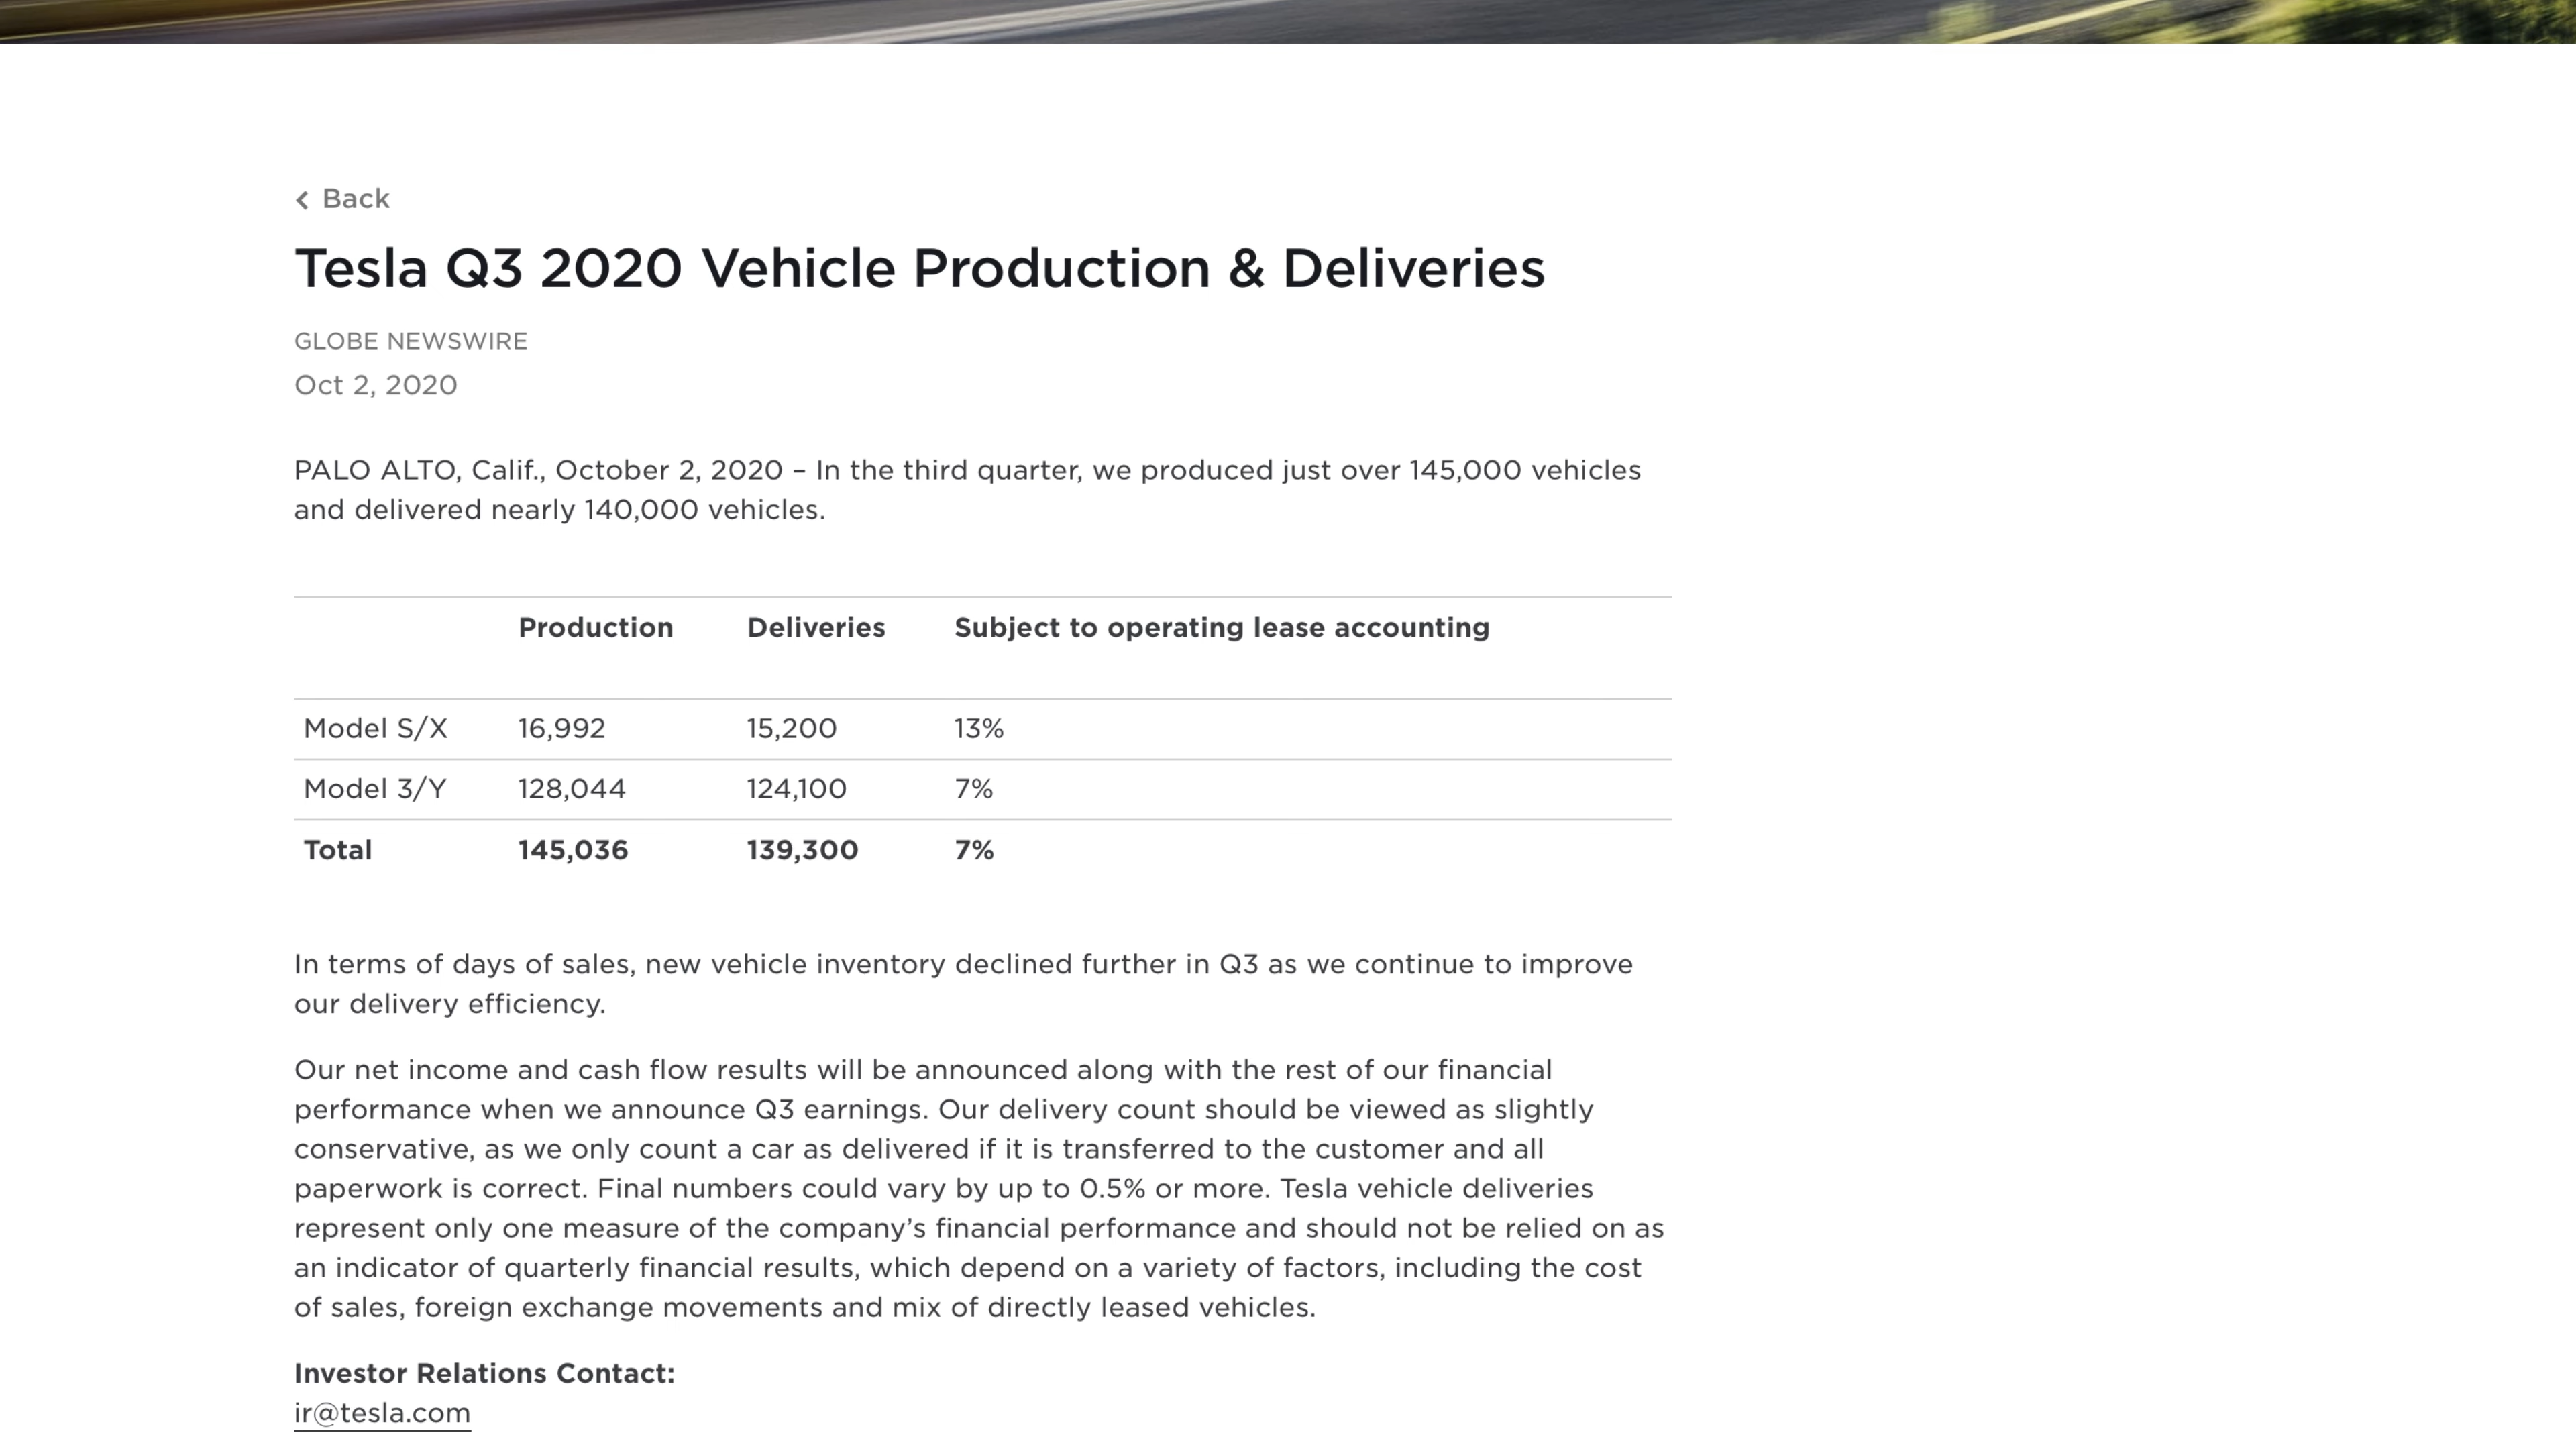 Back
Tesla Q3 2020 Vehicle Production & Deliveries
GLOBE NEWSWIRE
Oct 2, 2020
PALO ALTO, Calif., October 2, 2020 – In the third quarter, we produced just over 145,000 vehicles
and delivered nearly 140,000 vehicles.
Production Deliveries Subject to operating lease accounting
Model S/X 16,992 15,200 13%
Model 3/Y 128,044 124,100 7%
Total 145,036 139,300 7%
In terms of days of sales, new vehicle inventory declined further in Q3 as we continue to improve
our delivery efficiency.
Our net income and cash flow results will be announced along with the rest of our financial
performance when we announce Q3 earnings. Our delivery count should be viewed as slightly
conservative, as we only count a car as delivered if it is transferred to the customer and all
paperwork is correct. Final numbers could vary by up to 0.5% or more. Tesla vehicle deliveries
represent only one measure of the company’s financial performance and should not be relied on as
an indicator of quarterly financial results, which depend on a variety of factors, including the cost
of sales, foreign exchange movements and mix of directly leased vehicles.
Investor Relations Contact:
ir@tesla.com